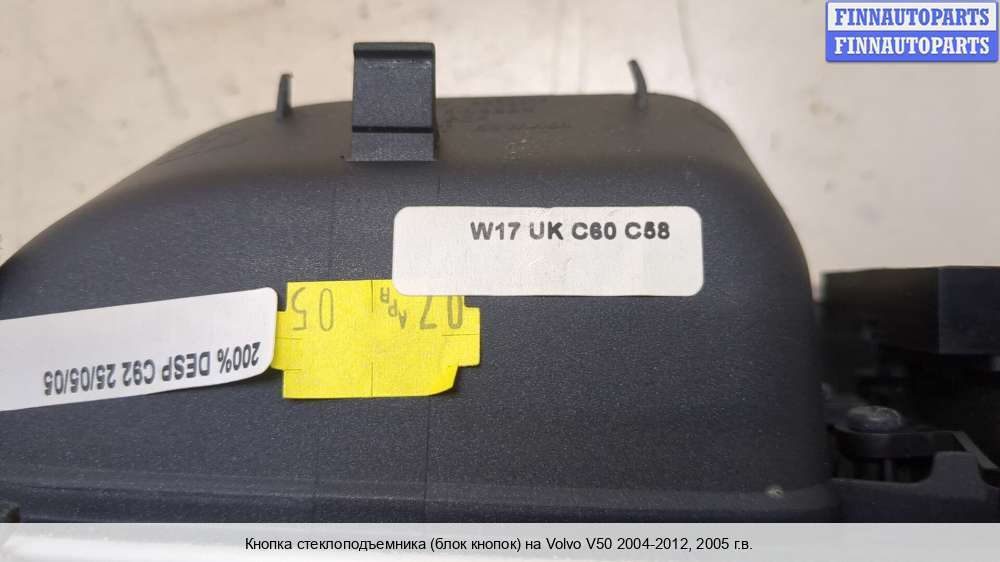 FINNAUTOPARTS
FINNAUTOPARTS
W17 UK C60 C58
07 APR 05
200% DESP C92 25/05/05
Кнопка стеклоподъемника (блок кнопок) на Volvo V50 2004-2012, 2005 г.в.